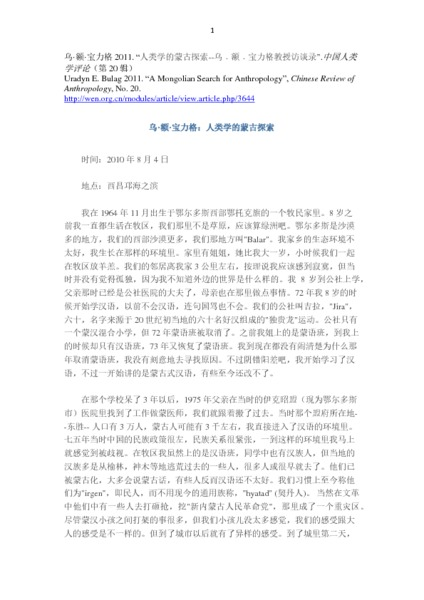 1
乌·额·宝力格 2011. “人类学的蒙古探索--乌﹒额﹒宝力格教授访谈录”.中国人类
学评论（第 20 辑）
Uradyn E. Bulag 2011. “A Mongolian Search for Anthropology”, Chinese Review of
Anthropology, No. 20.
http://wen.org.cn/modules/article/view.article.php/3644
乌·额·宝力格：人类学的蒙古探索
时间：2010 年 8 月 4 日
地点：西昌邛海之滨
我在 1964 年 11 月出生于鄂尔多斯西部鄂托克旗的一个牧民家里。8 岁之
前我一直都生活在牧区，我们那里不是草原，应该算绿洲吧。鄂尔多斯是沙漠
多的地方，我们的西部沙漠更多，我们那地方叫"Balar"。我家乡的生态环境不
太好，我生长在那样的环境里。家里有姐姐，她比我大一岁，小时候我们一起
在牧区放羊羔。我们的邻居离我家 3 公里左右，按理说我应该感到寂寞，但当
时并没有觉得孤独，因为我不知道外边的世界是什么样的。我 8 岁到公社上学，
父亲那时已经是公社医院的大夫了，母亲也在那里做点事情。72 年我 8 岁的时
候开始学汉语，以前不会汉语，连句国骂也不会。我们的公社叫吉拉，"Jira"，
六十，名字来源于 20 世纪初当地的六十名好汉组成的"独贵龙"运动。公社只有
一个蒙汉混合小学，但 72 年蒙语班被取消了。之前我姐上的是蒙语班，到我上
的时候却只有汉语班，73 年又恢复了蒙语班。我到现在都没有闹清楚为什么那
年取消蒙语班，我没有刻意地去寻找原因。不过阴错阳差吧，我开始学习了汉
语，不过一开始讲的是蒙古式汉语，有些至今还改不了。
在那个学校呆了 3 年以后，1975 年父亲在当时的伊克昭盟（现为鄂尔多斯
市）医院里找到了工作做蒙医师，我们就跟着搬了过去。当时那个盟府所在地-
-东胜-- 人口有 3 万人，蒙古人可能有 3 千左右，我直接进入了汉语的环境里。
七五年当时中国的民族政策很左，民族关系很紧张，一到这样的环境里我马上
就感觉到被歧视。在牧区我虽然上的是汉语班，同学中也有汉族人，但当地的
汉族多是从榆林，神木等地逃荒过去的一些人，很多人或很早就去了。他们已
被蒙古化，大多会说蒙古话，有些人反而汉语还不太好。我们习惯上至今称他
们为"irgen"，即民人，而不用现今的通用族称，"hyatad" (契丹人)。 当然在文革
中他们中有一些人去打砸抢，挖"新内蒙古人民革命党"，那里成了一个重灾区。
尽管蒙汉小孩之间打架的事很多，但我们小孩儿没太多感觉，我们的感受跟大
人的感受是不一样的。但到了城市以后就有了异样的感受。到了城里第二天，